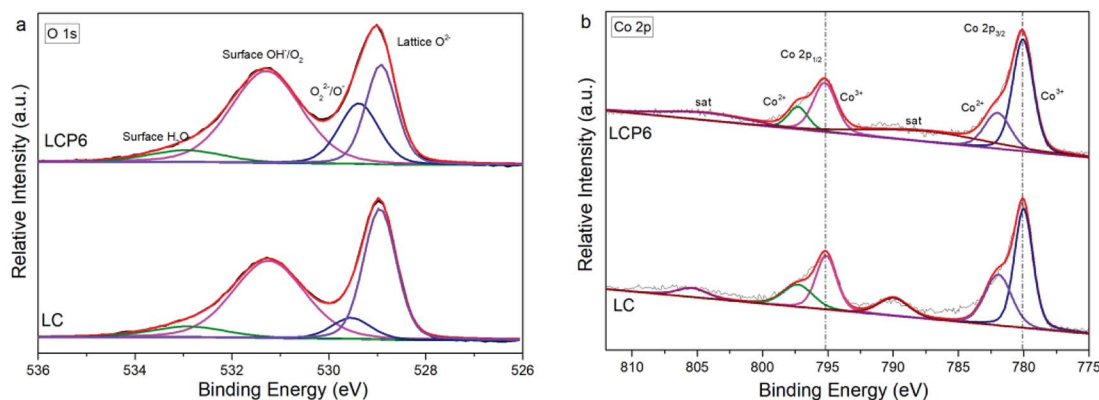 a
O 1s
Surface OH⁻/O₂
Lattice O²⁻
O₂²⁻/O⁻
Surface H₂O
LCP6
LC
Relative Intensity (a.u.)
536 534 532 530 528 526
Binding Energy (eV)
b
Co 2p
Co 2p₃/₂
Co 2p₁/₂
sat
Co²⁺
Co³⁺
sat
Co²⁺
Co³⁺
LCP6
LC
Relative Intensity (a.u.)
810 805 800 795 790 785 780 775
Binding Energy (eV)